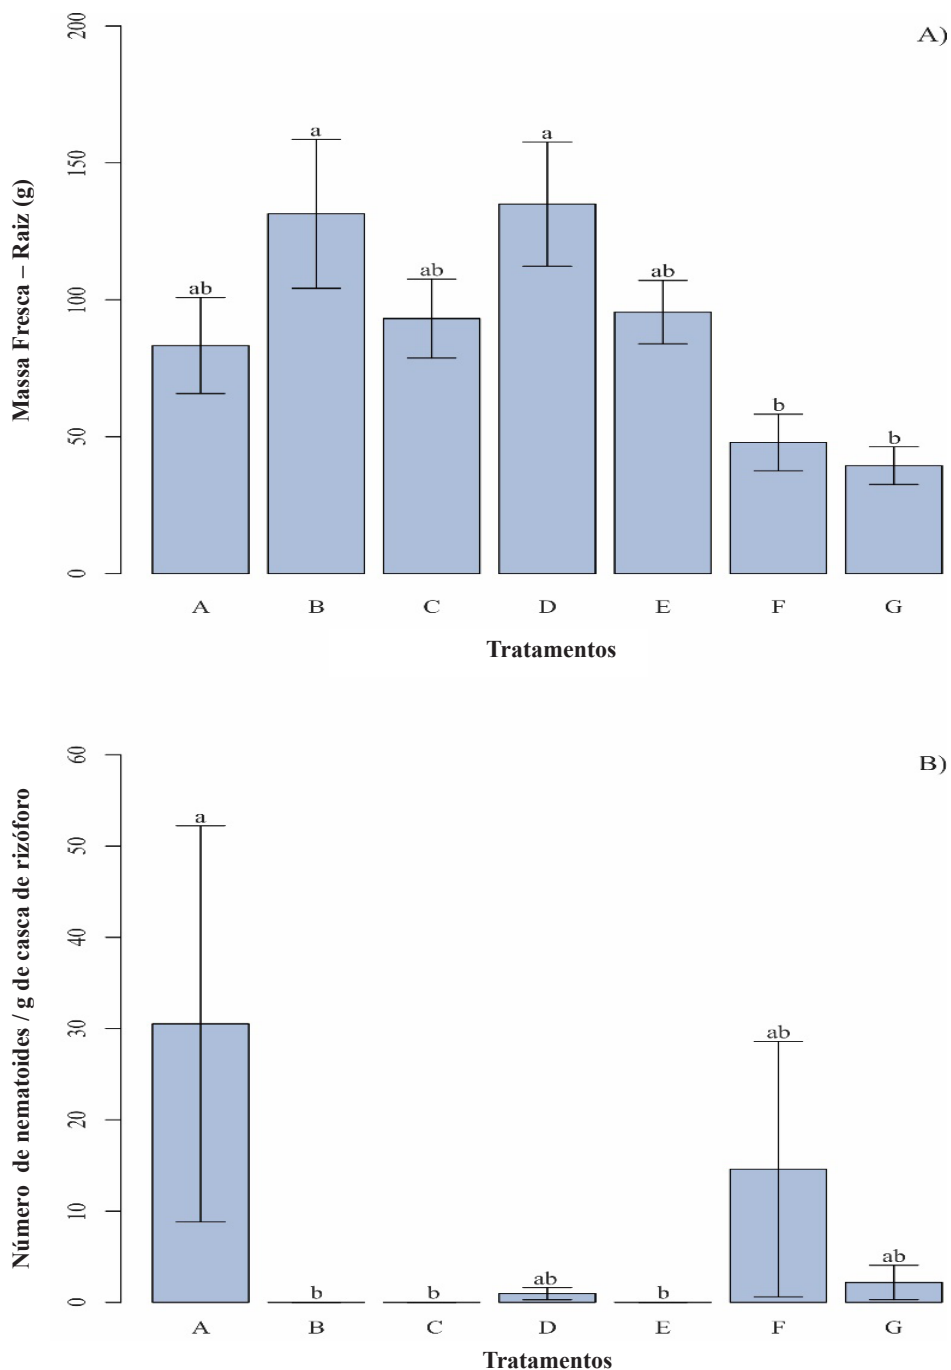 A)
Massa Fresca – Raiz (g)
200
150
100
50
0
ab
a
ab
a
ab
b
b
A B C D E F G
Tratamentos
B)
Número de nematoides / g de casca de rizóforo
60
50
40
30
20
10
0
a
b
b
ab
b
ab
ab
A B C D E F G
Tratamentos